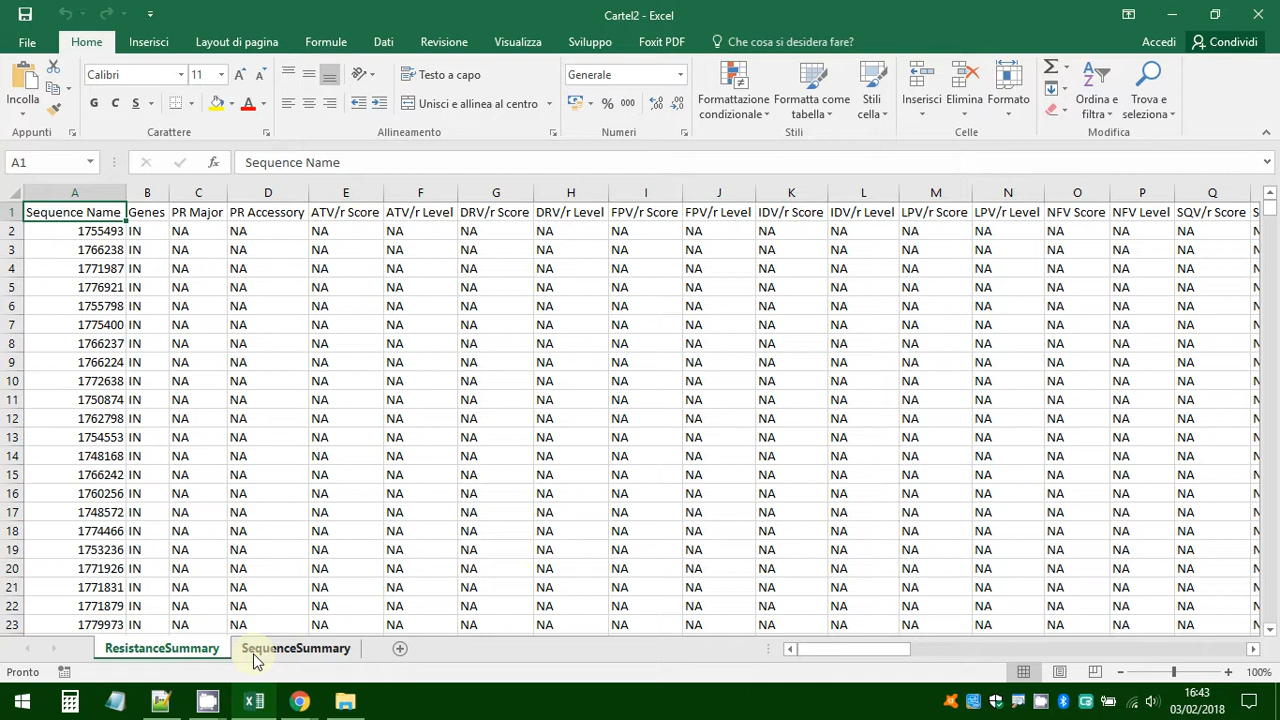 Cartel2 - Excel
File Home Inserisci Layout di pagina Formule Dati Revisione Visualizza Sviluppo Foxit PDF Che cosa si desidera fare? Accedi Condividi
Incolla Calibri 11 Testo a capo Generale Formattazione condizionale Formatta come tabella Stili cella Inserisci Elimina Formato Ordina e filtra Trova e seleziona
G C S Unisci e allinea al centro % 000
Appunti Carattere Allineamento Numeri Stili Celle Modifica
A1 fx Sequence Name
A B C D E F G H I J K L M N O P Q
1 Sequence Name Genes PR Major PR Accessory ATV/r Score ATV/r Level DRV/r Score DRV/r Level FPV/r Score FPV/r Level IDV/r Score IDV/r Level LPV/r Score LPV/r Level NFV Score NFV Level SQV/r Score S
2 1755493 IN NA NA NA NA NA NA NA NA NA NA NA NA NA NA NA N
3 1766238 IN NA NA NA NA NA NA NA NA NA NA NA NA NA NA NA N
4 1771987 IN NA NA NA NA NA NA NA NA NA NA NA NA NA NA NA N
5 1776921 IN NA NA NA NA NA NA NA NA NA NA NA NA NA NA NA N
6 1755798 IN NA NA NA NA NA NA NA NA NA NA NA NA NA NA NA N
7 1775400 IN NA NA NA NA NA NA NA NA NA NA NA NA NA NA NA N
8 1766237 IN NA NA NA NA NA NA NA NA NA NA NA NA NA NA NA N
9 1766224 IN NA NA NA NA NA NA NA NA NA NA NA NA NA NA NA N
10 1772638 IN NA NA NA NA NA NA NA NA NA NA NA NA NA NA NA N
11 1750874 IN NA NA NA NA NA NA NA NA NA NA NA NA NA NA NA N
12 1762798 IN NA NA NA NA NA NA NA NA NA NA NA NA NA NA NA N
13 1754553 IN NA NA NA NA NA NA NA NA NA NA NA NA NA NA NA N
14 1748168 IN NA NA NA NA NA NA NA NA NA NA NA NA NA NA NA N
15 1766242 IN NA NA NA NA NA NA NA NA NA NA NA NA NA NA NA N
16 1760256 IN NA NA NA NA NA NA NA NA NA NA NA NA NA NA NA N
17 1748572 IN NA NA NA NA NA NA NA NA NA NA NA NA NA NA NA N
18 1774466 IN NA NA NA NA NA NA NA NA NA NA NA NA NA NA NA N
19 1753236 IN NA NA NA NA NA NA NA NA NA NA NA NA NA NA NA N
20 1771926 IN NA NA NA NA NA NA NA NA NA NA NA NA NA NA NA N
21 1771831 IN NA NA NA NA NA NA NA NA NA NA NA NA NA NA NA N
22 1771879 IN NA NA NA NA NA NA NA NA NA NA NA NA NA NA NA N
23 1779973 IN NA NA NA NA NA NA NA NA NA NA NA NA NA NA NA N
ResistanceSummary SequenceSummary
Pronto 100%
16:43
03/02/2018